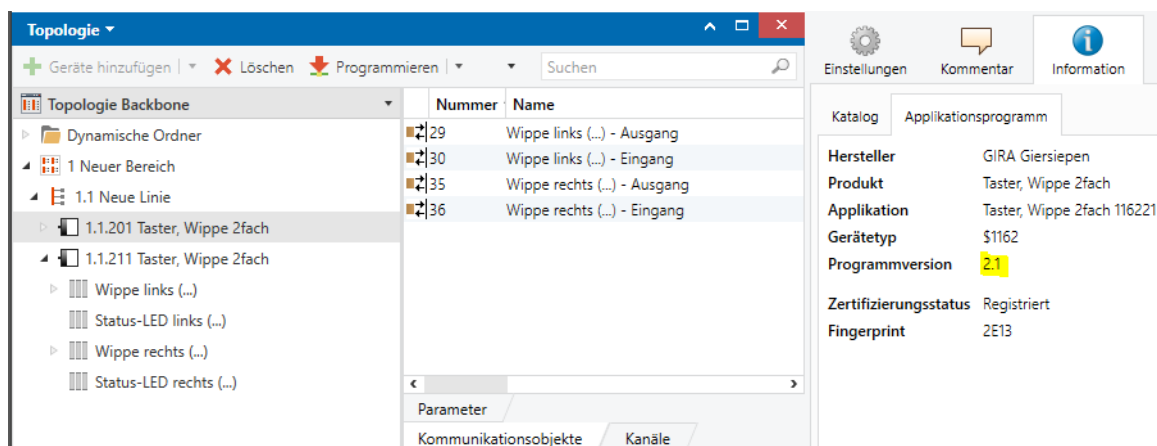 Topologie
Geräte hinzufügen Löschen Programmieren Suchen
Topologie Backbone
Dynamische Ordner
1 Neuer Bereich
1.1 Neue Linie
1.1.201 Taster, Wippe 2fach
1.1.211 Taster, Wippe 2fach
Wippe links (...)
Status-LED links (...)
Wippe rechts (...)
Status-LED rechts (...)
Nummer Name
29 Wippe links (...) - Ausgang
30 Wippe links (...) - Eingang
35 Wippe rechts (...) - Ausgang
36 Wippe rechts (...) - Eingang
Parameter
Kommunikationsobjekte Kanäle
Einstellungen Kommentar Information
Katalog Applikationsprogramm
Hersteller GIRA Giersiepen
Produkt Taster, Wippe 2fach
Applikation Taster, Wippe 2fach 116221
Gerätetyp $1162
Programmversion 2.1
Zertifizierungsstatus Registriert
Fingerprint 2E13